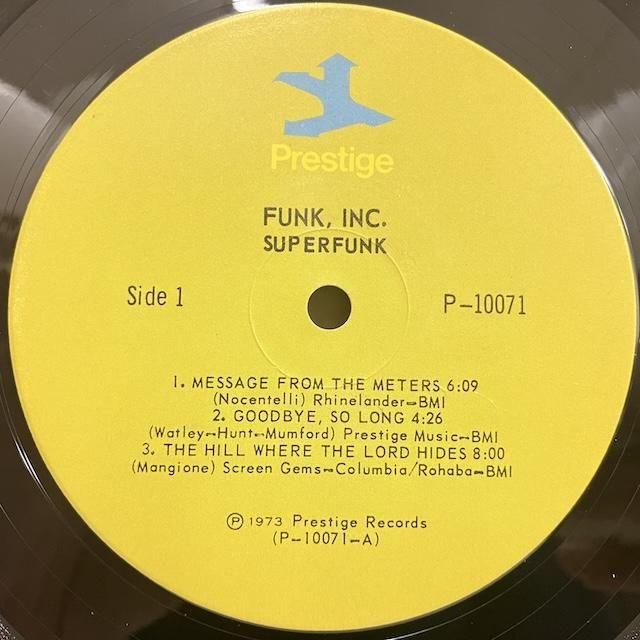 Prestige
FUNK, INC.
SUPERFUNK
Side 1
P-10071
1. MESSAGE FROM THE METERS 6:09
(Nocentelli) Rhinelander-BMI
2. GOODBYE, SO LONG 4:26
(Watley-Hunt-Mumford) Prestige Music-BMI
3. THE HILL WHERE THE LORD HIDES 8:00
(Mangione) Screen Gems-Columbia/Rohaba-BMI
℗ 1973 Prestige Records
(P-10071-A)